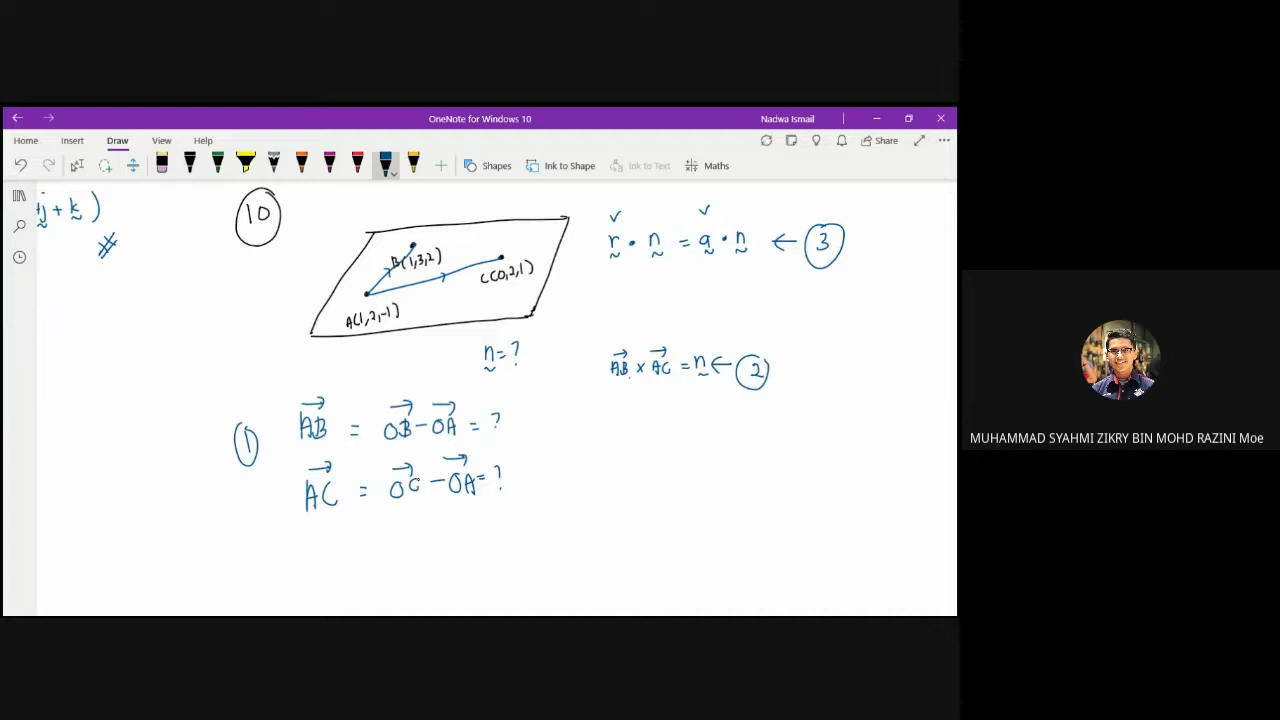 OneNote for Windows 10
Nadwa Ismail
Home Insert Draw View Help
Share
Shapes Ink to Shape Ink to Text Maths
+j + k )
10
B(1,3,2)
C(0,2,1)
A(1,2,-1)
n = ?
r • n = a • n ← 3
AB × AC = n ← 2
1
AB = OB - OA = ?
AC = OC - OA = ?
MUHAMMAD SYAHMI ZIKRY BIN MOHD RAZINI Moe